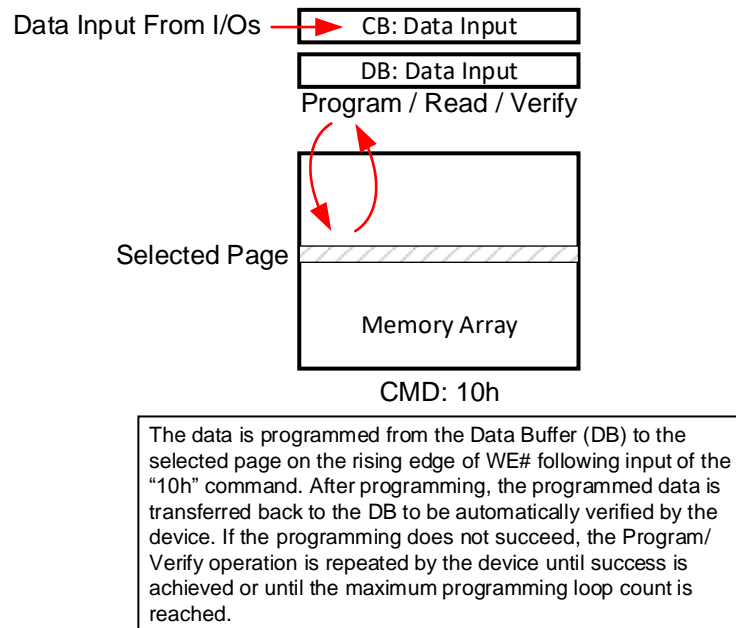 Data Input From I/Os
CB: Data Input
DB: Data Input
Program / Read / Verify
Selected Page
Memory Array
CMD: 10h
The data is programmed from the Data Buffer (DB) to the
selected page on the rising edge of WE# following input of the
“10h” command. After programming, the programmed data is
transferred back to the DB to be automatically verified by the
device. If the programming does not succeed, the Program/
Verify operation is repeated by the device until success is
achieved or until the maximum programming loop count is
reached.